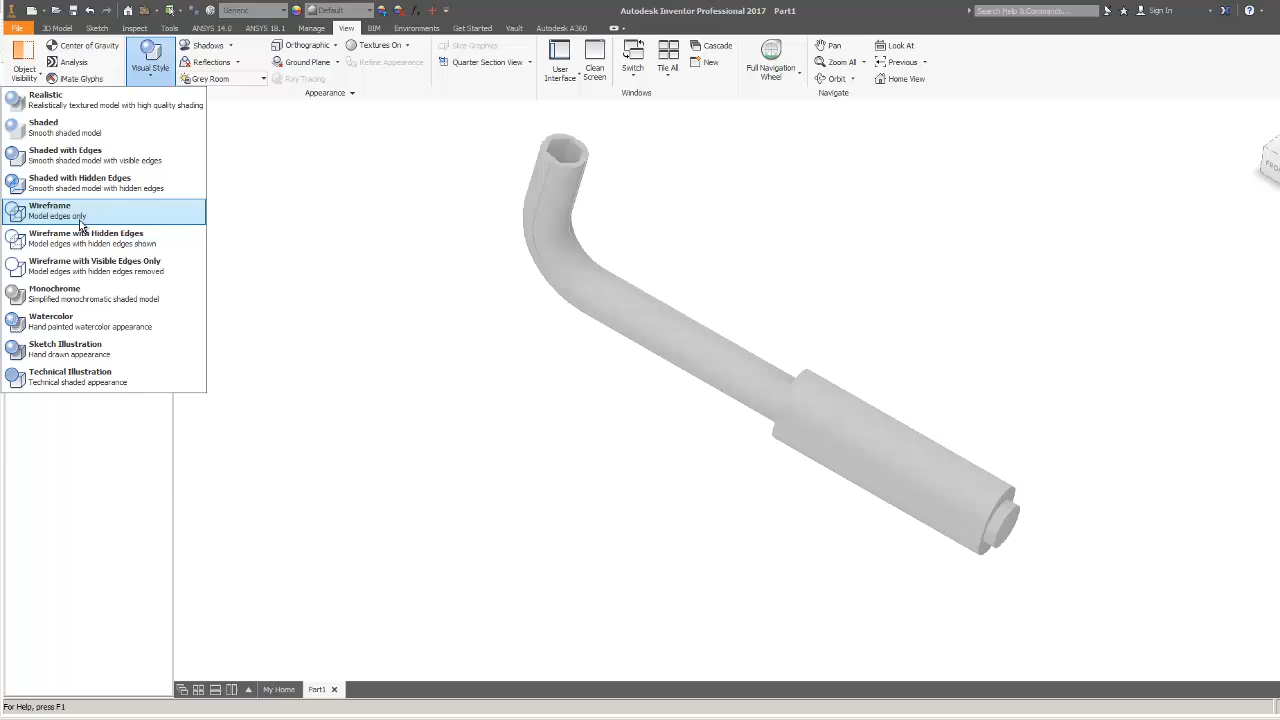 Generic
Default
Autodesk Inventor Professional 2017 Part1
Search Help & Commands...
Sign In
File 3D Model Sketch Inspect Tools ANSYS 14.0 ANSYS 18.1 Manage View BIM Environments Get Started Vault Autodesk A360
Object Visibility
Center of Gravity
Analysis
iMate Glyphs
Visual Style
Shadows
Reflections
Grey Room
Orthographic
Ground Plane
Ray Tracing
Textures On
Refine Appearance
Appearance
Slice Graphics
Quarter Section View
User
Interface
Clean
Screen
Switch
Tile All
Cascade
New
Windows
Full Navigation
Wheel
Pan
Zoom All
Orbit
Look At
Previous
Home View
Navigate
Realistic
Realistically textured model with high quality shading
Shaded
Smooth shaded model
Shaded with Edges
Smooth shaded model with visible edges
Shaded with Hidden Edges
Smooth shaded model with hidden edges
Wireframe
Model edges only
Wireframe with Hidden Edges
Model edges with hidden edges shown
Wireframe with Visible Edges Only
Model edges with hidden edges removed
Monochrome
Simplified monochromatic shaded model
Watercolor
Hand painted watercolor appearance
Sketch Illustration
Hand drawn appearance
Technical Illustration
Technical shaded appearance
My Home
Part1
For Help, press F1